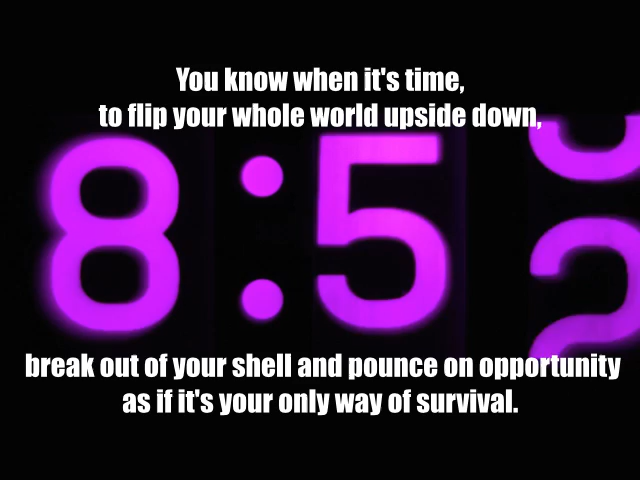 You know when it's time,
to flip your whole world upside down,
8:5
break out of your shell and pounce on opportunity
as if it's your only way of survival.